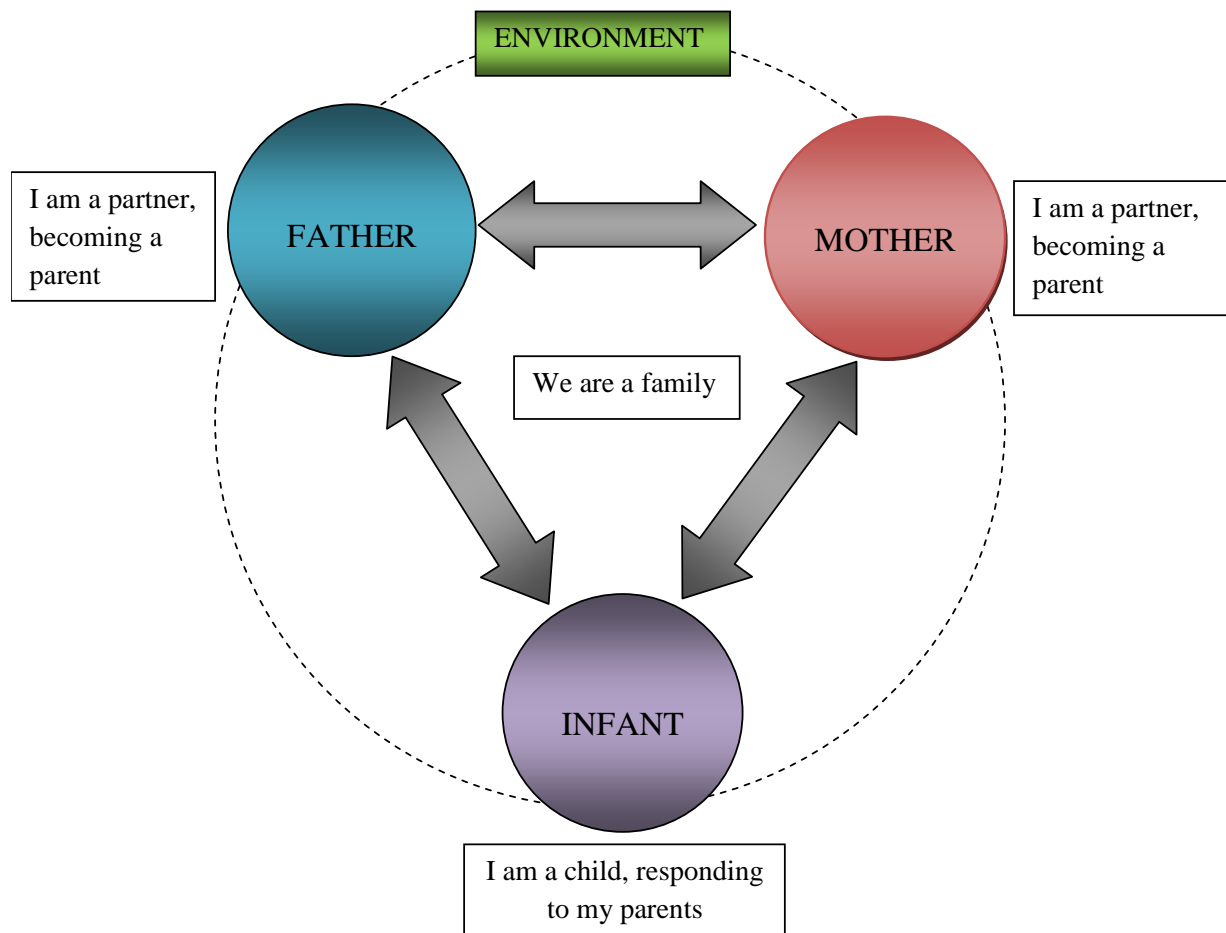 ENVIRONMENT
FATHER
MOTHER
I am a partner,
becoming a
parent
I am a partner,
becoming a
parent
We are a family
INFANT
I am a child, responding
to my parents